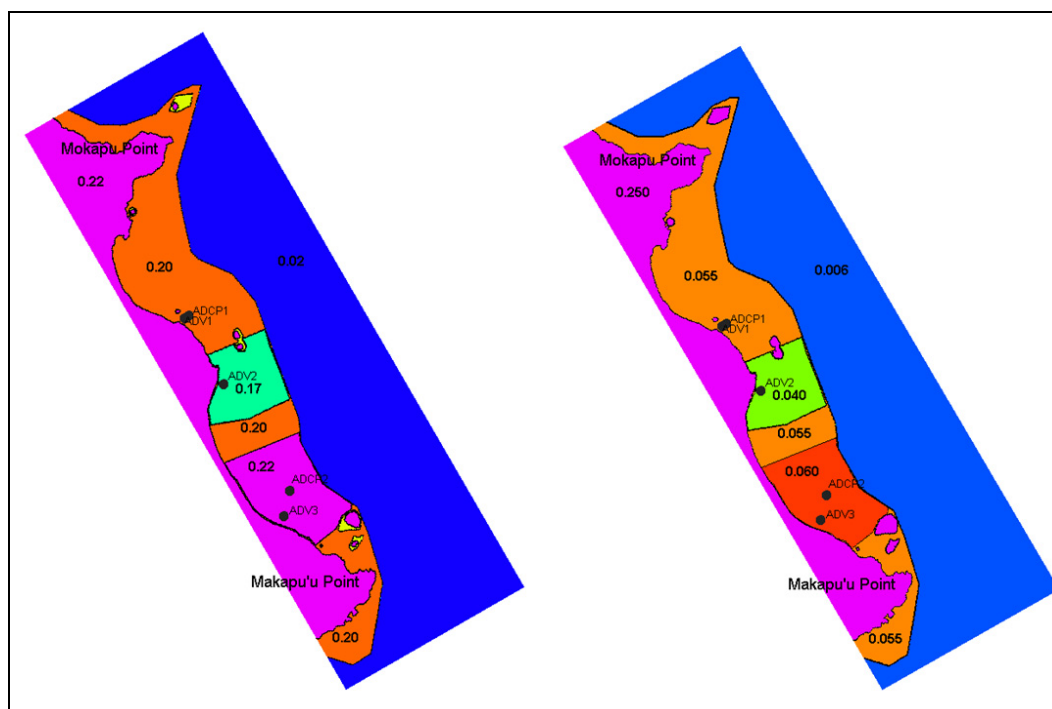 Mokapu Point
0.22
0.02
0.20
ADCP1
ADV1
ADV2
0.17
0.20
0.22
ADCP2
ADV3
Makapu'u Point
0.20
Mokapu Point
0.250
0.006
0.055
ADCP1
ADV1
ADV2
0.040
0.055
0.060
ADCP2
ADV3
Makapu'u Point
0.055